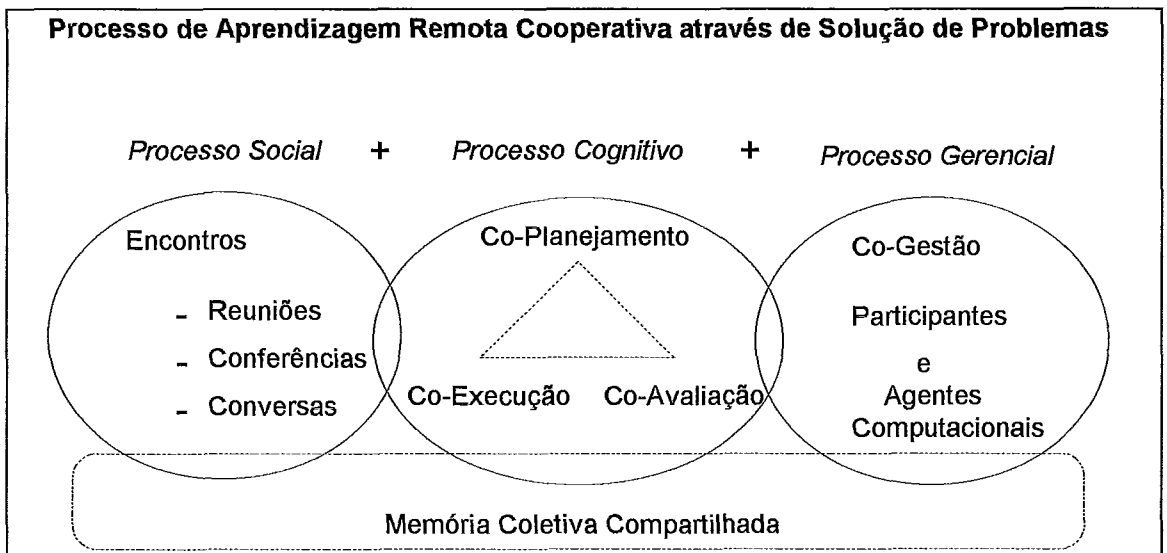 Processo de Aprendizagem Remota Cooperativa através de Solução de Problemas
Processo Social + Processo Cognitivo + Processo Gerencial
Encontros
- Reuniões
- Conferências
- Conversas
Co-Planejamento
Co-Execução Co-Avaliação
Co-Gestão
Participantes
e
Agentes
Computacionais
Memória Coletiva Compartilhada